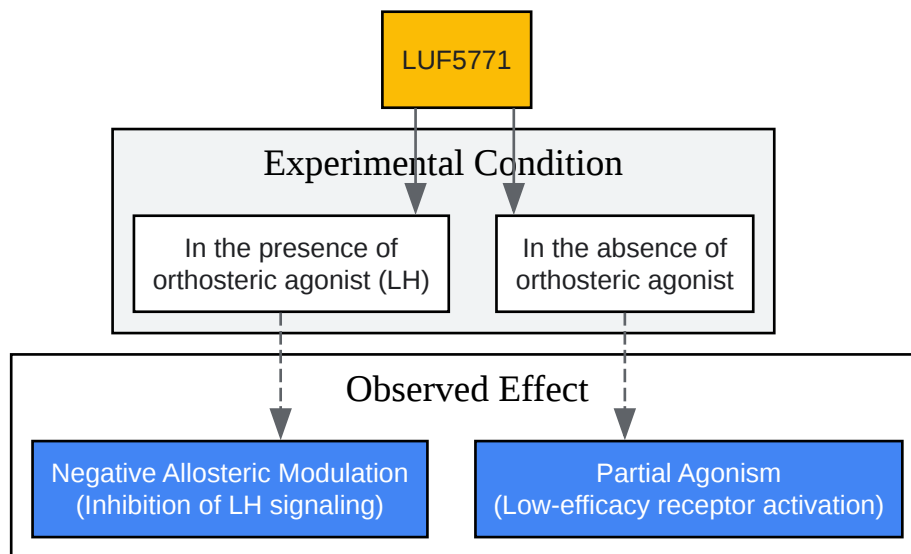 LUF5771
Experimental Condition
In the presence of
orthosteric agonist (LH)
In the absence of
orthosteric agonist
Observed Effect
Negative Allosteric Modulation
(Inhibition of LH signaling)
Partial Agonism
(Low-efficacy receptor activation)